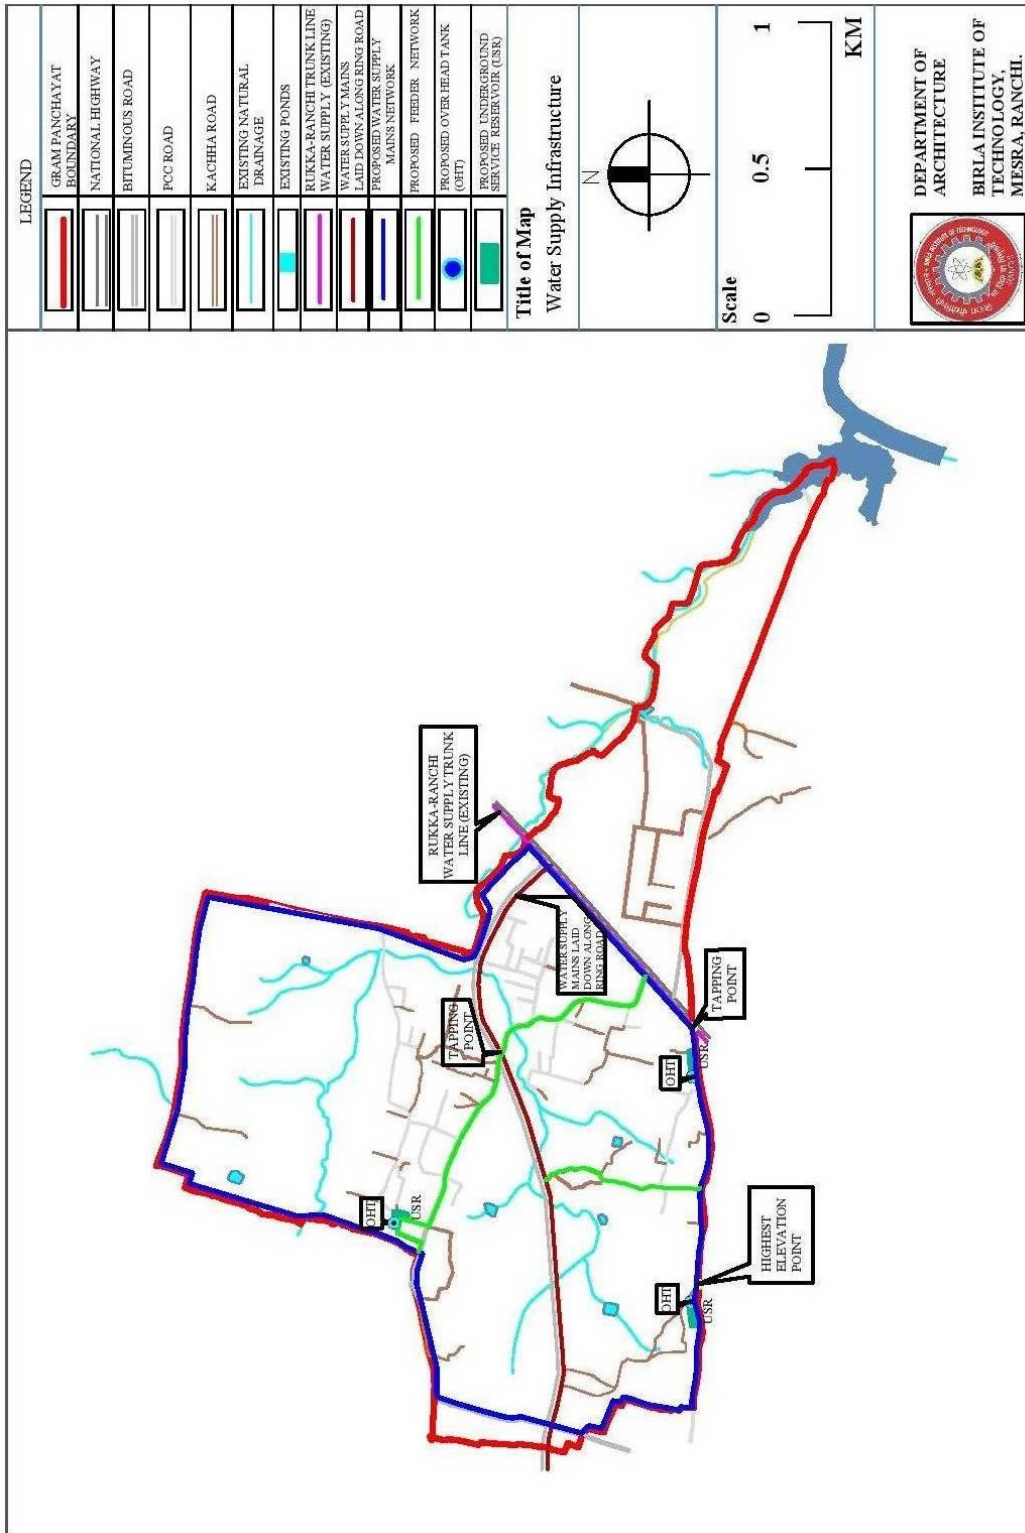 LEGEND
GRAM PANCHAYAT
BOUNDARY
NATIONAL HIGHWAY
BITUMINOUS ROAD
PCC ROAD
KACHHA ROAD
EXISTING NATURAL
DRAINAGE
EXISTING PONDS
RUKKA-RANCHI TRUNK LINE
WATER SUPPLY (EXISTING)
WATER SUPPLY MAINS
LAID DOWN ALONG RING ROAD
PROPOSED WATER SUPPLY
MAINS NETWORK
PROPOSED FEEDER NETWORK
PROPOSED OVER HEAD TANK
(OHT)
PROPOSED UNDERGROUND
SERVICE RESERVOIR (USR)
Title of Map
Water Supply Infrastructure
N
Scale
0 0.5 1
KM
DEPARTMENT OF
ARCHITECTURE
BIRLA INSTITUTE OF
TECHNOLOGY,
MESRA, RANCHI.
RUKKA-RANCHI
WATER SUPPLY TRUNK
LINE (EXISTING)
WATER SUPPLY
MAINS LAID
DOWN ALONG
RING ROAD
TAPPING
POINT
TAPPING
POINT
OHT
USR
OHT
USR
HIGHEST
ELEVATION
POINT
OHT
USR